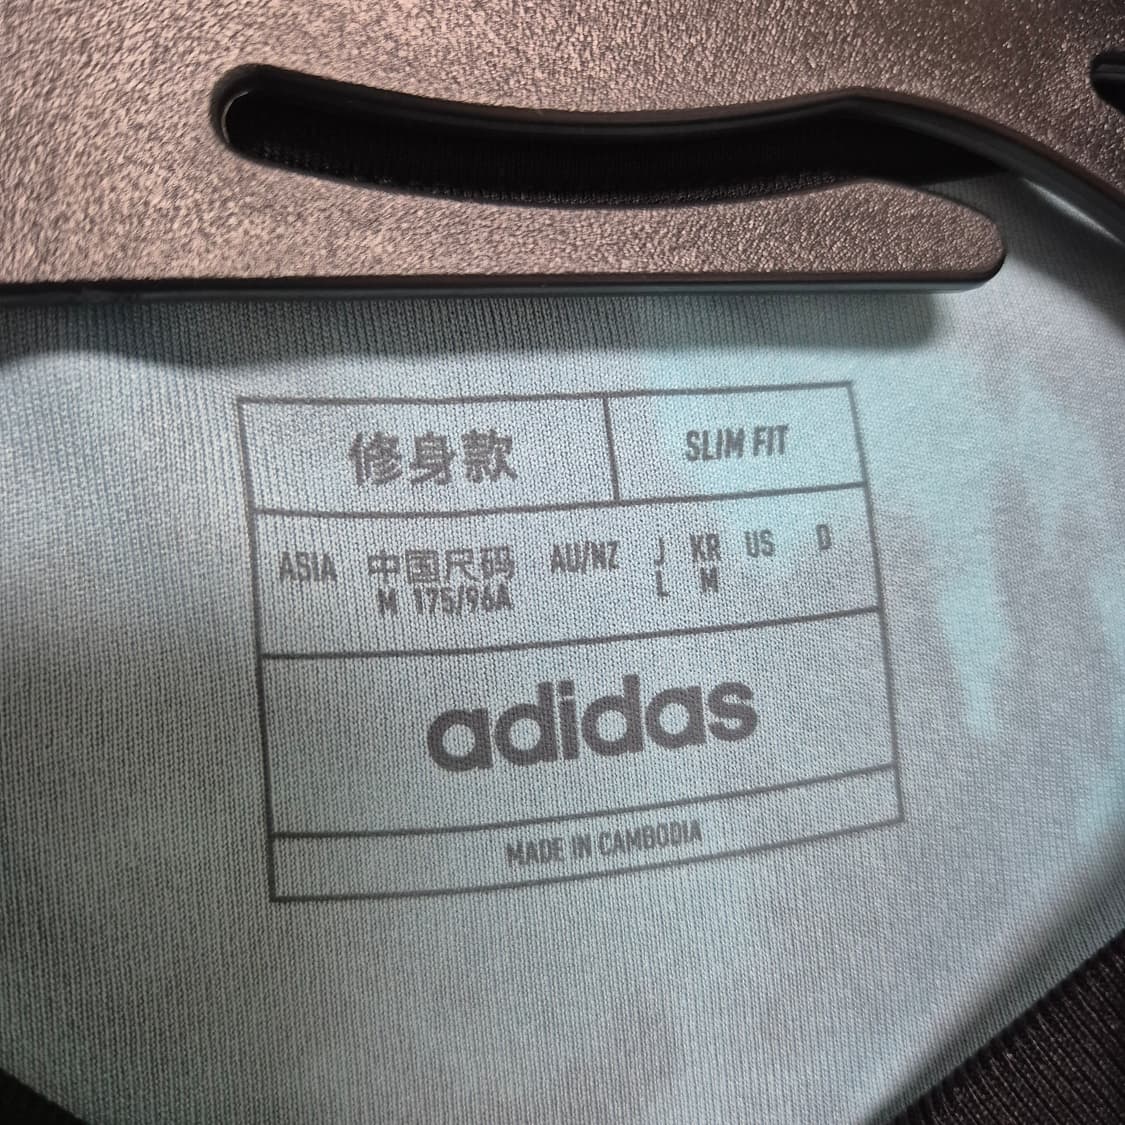 修身款 SLIM FIT
ASIA 中国尺码 AU/NZ J KR US D
M 175/96A L M
adidas
MADE IN CAMBODIA